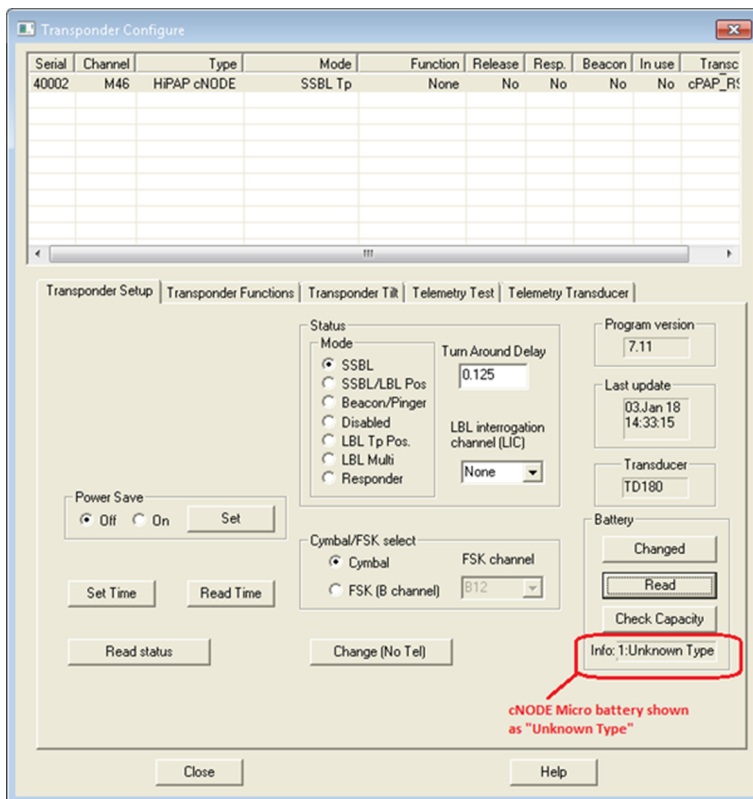 Transponder Configure
Serial Channel Type Mode Function Release Resp. Beacon In use Transc
40002 M46 HiPAP cNODE SSBL Tp None No No No No cPAP_RS
Transponder Setup Transponder Functions Transponder Tilt Telemetry Test Telemetry Transducer
Status
Mode
SSBL
SSBL/LBL Pos
Beacon/Pinger
Disabled
LBL Tp Pos.
LBL Multi
Responder
Turn Around Delay
0.125
LBL interrogation
channel (LIC)
None
Program version
7.11
Last update
03.Jan 18
14:33:15
Transducer
TD180
Power Save
Off On Set
Cymbal/FSK select
Cymbal
FSK (B channel)
FSK channel
B12
Battery
Changed
Read
Check Capacity
Info: 1:Unknown Type
Set Time Read Time
Read status
Change (No Tel)
cNODE Micro battery shown
as "Unknown Type"
Close Help